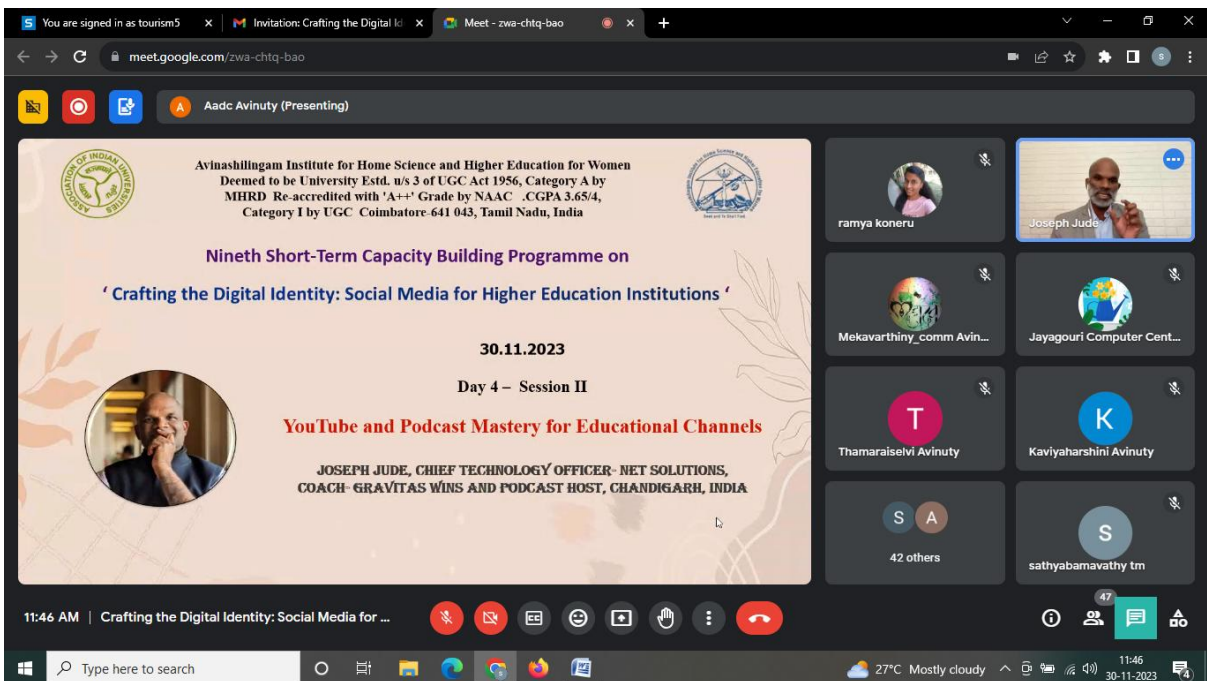 You are signed in as tourism5
Invitation: Crafting the Digital Id
Meet - zwa-chtq-bao
meet.google.com/zwa-chtq-bao
S
A
Aadc Avinuty (Presenting)
Avinashilingam Institute for Home Science and Higher Education for Women
Deemed to be University Estd. u/s 3 of UGC Act 1956, Category A by
MHRD Re-accredited with 'A++' Grade by NAAC .CGPA 3.65/4,
Category I by UGC Coimbatore-641 043, Tamil Nadu, India
Nineth Short-Term Capacity Building Programme on
‘ Crafting the Digital Identity: Social Media for Higher Education Institutions ‘
30.11.2023
Day 4 – Session II
YouTube and Podcast Mastery for Educational Channels
JOSEPH JUDE, CHIEF TECHNOLOGY OFFICER- NET SOLUTIONS,
COACH- GRAVITAS WINS AND PODCAST HOST, CHANDIGARH, INDIA
ramya koneru
Joseph Jude
Mekavarthiny_comm Avin...
Jayagouri Computer Cent...
T
Thamaraiselvi Avinuty
K
Kaviyaharshini Avinuty
S A
42 others
S
sathyabamavathy tm
11:46 AM | Crafting the Digital Identity: Social Media for ...
47
Type here to search
27°C Mostly cloudy
11:46
30-11-2023
4